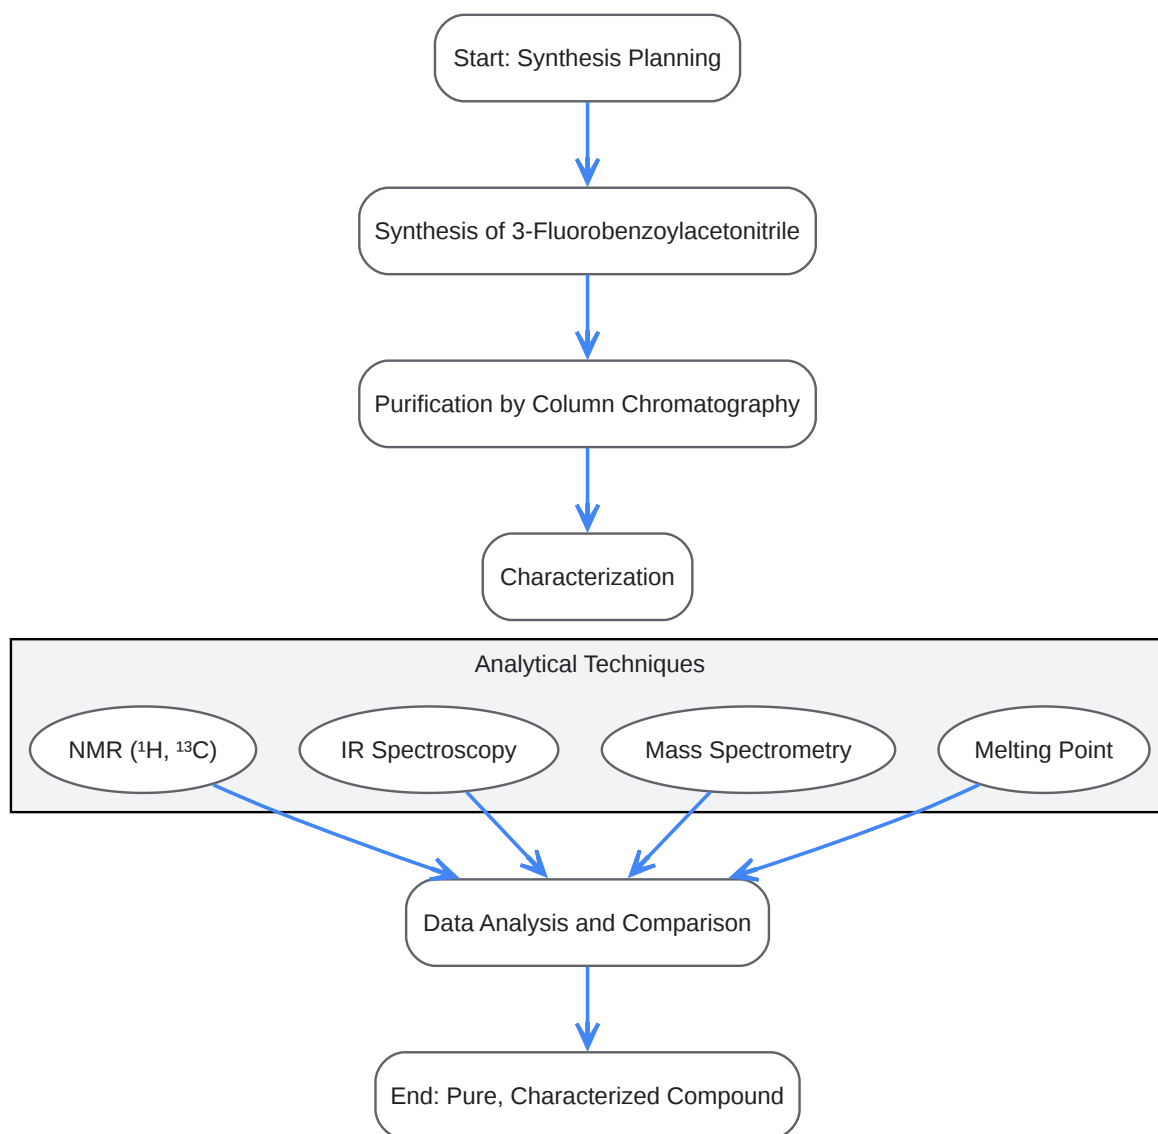 Start: Synthesis Planning
Synthesis of 3-Fluorobenzoylacetonitrile
Purification by Column Chromatography
Characterization
Analytical Techniques
NMR (¹H, ¹³C)
IR Spectroscopy
Mass Spectrometry
Melting Point
Data Analysis and Comparison
End: Pure, Characterized Compound